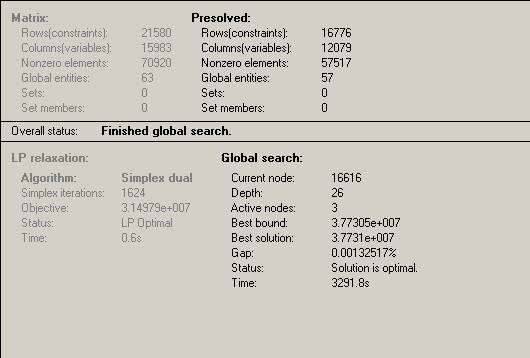 Matrix: Presolved:
Rows(constraints): 21580 Rows(constraints): 16776
Columns(variables): 15983 Columns(variables): 12079
Nonzero elements: 70920 Nonzero elements: 57517
Global entities: 63 Global entities: 57
Sets: 0 Sets: 0
Set members: 0 Set members: 0
Overall status: Finished global search.
LP relaxation: Global search:
Algorithm: Simplex dual Current node: 16616
Simplex iterations: 1624 Depth: 26
Objective: 3.14979e+007 Active nodes: 3
Status: LP Optimal Best bound: 3.77305e+007
Time: 0.6s Best solution: 3.7731e+007
Gap: 0.00132517%
Status: Solution is optimal.
Time: 3291.8s